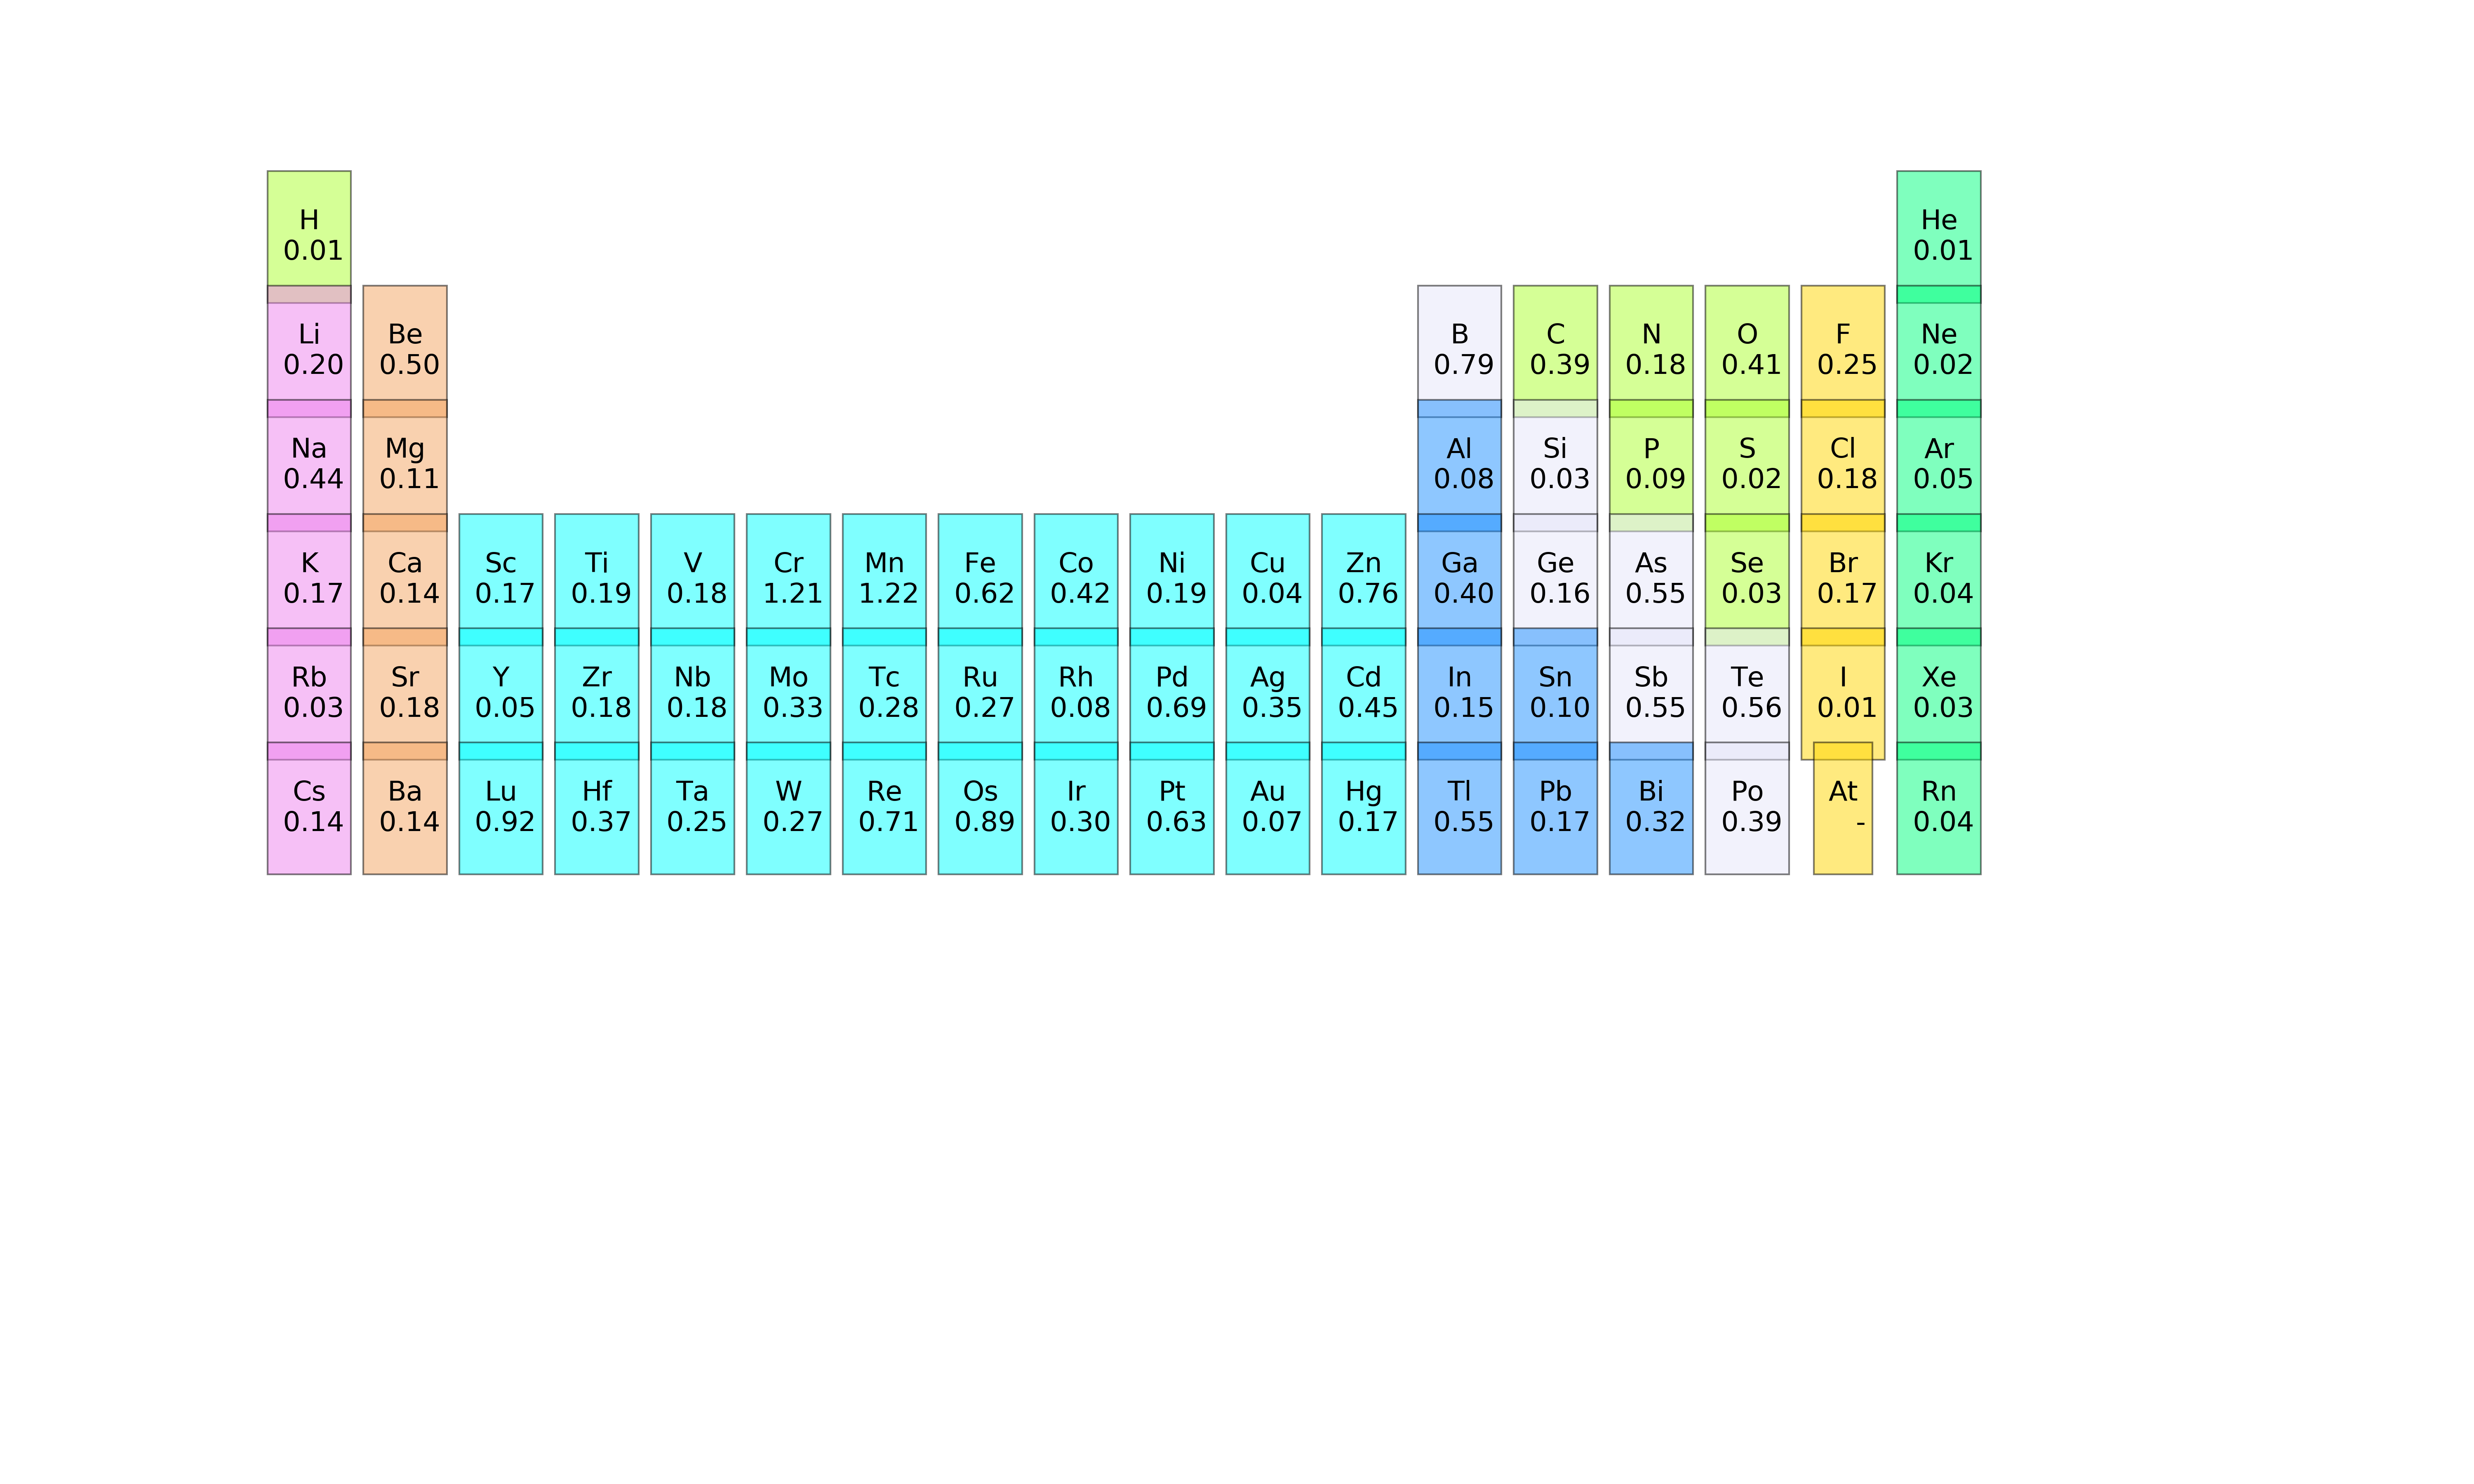 H He
0.01 0.01
Li Be B C N O F Ne
0.20 0.50 0.79 0.39 0.18 0.41 0.25 0.02
Na Mg Al Si P S Cl Ar
0.44 0.11 0.08 0.03 0.09 0.02 0.18 0.05
K Ca Sc Ti V Cr Mn Fe Co Ni Cu Zn Ga Ge As Se Br Kr
0.17 0.14 0.17 0.19 0.18 1.21 1.22 0.62 0.42 0.19 0.04 0.76 0.40 0.16 0.55 0.03 0.17 0.04
Rb Sr Y Zr Nb Mo Tc Ru Rh Pd Ag Cd In Sn Sb Te I Xe
0.03 0.18 0.05 0.18 0.18 0.33 0.28 0.27 0.08 0.69 0.35 0.45 0.15 0.10 0.55 0.56 0.01 0.03
Cs Ba Lu Hf Ta W Re Os Ir Pt Au Hg Tl Pb Bi Po At Rn
0.14 0.14 0.92 0.37 0.25 0.27 0.71 0.89 0.30 0.63 0.07 0.17 0.55 0.17 0.32 0.39 - 0.04